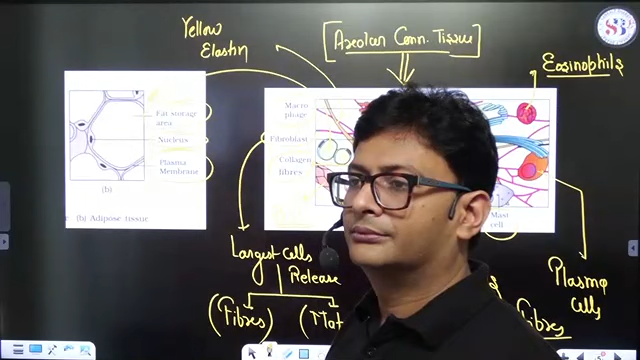 Yellow
Elastin
[Areolar Conn. Tissue]
Eosinophils
Fat storage
area
Nucleus
Plasma
Membrane
(b)
(b) Adipose tissue
Macro
phage
Fibroblast
Collagen
fibres
Mast
cell
Largest Cells
Release
(Fibres)
(Mat
Fibres
Plasma
Cells